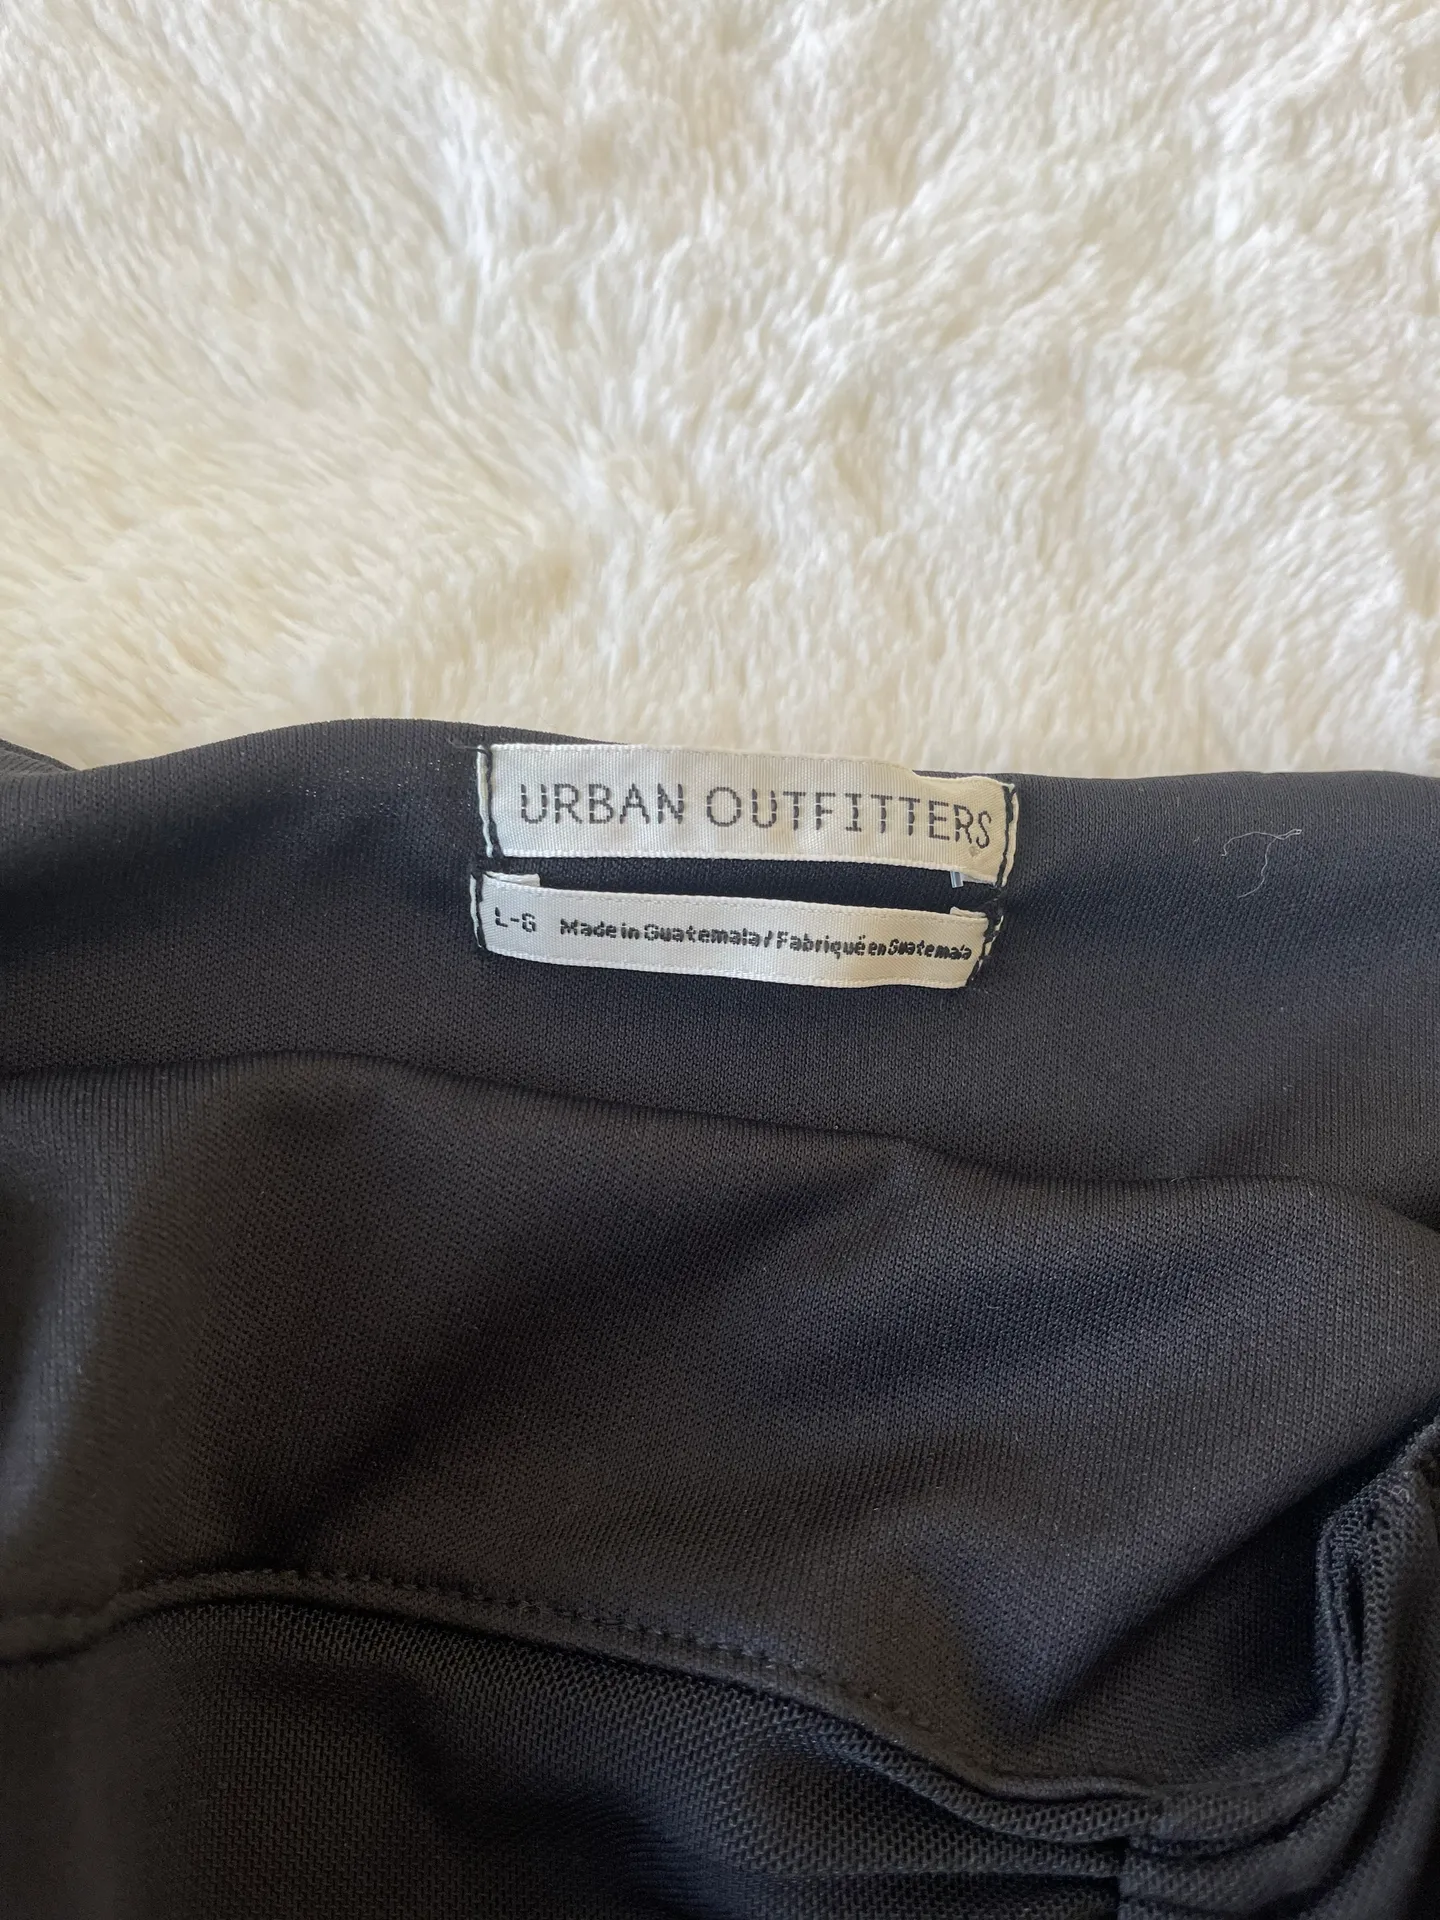 URBAN OUTFITTERS
L-G Made in Guatemala / Fabriqué en Guatemala